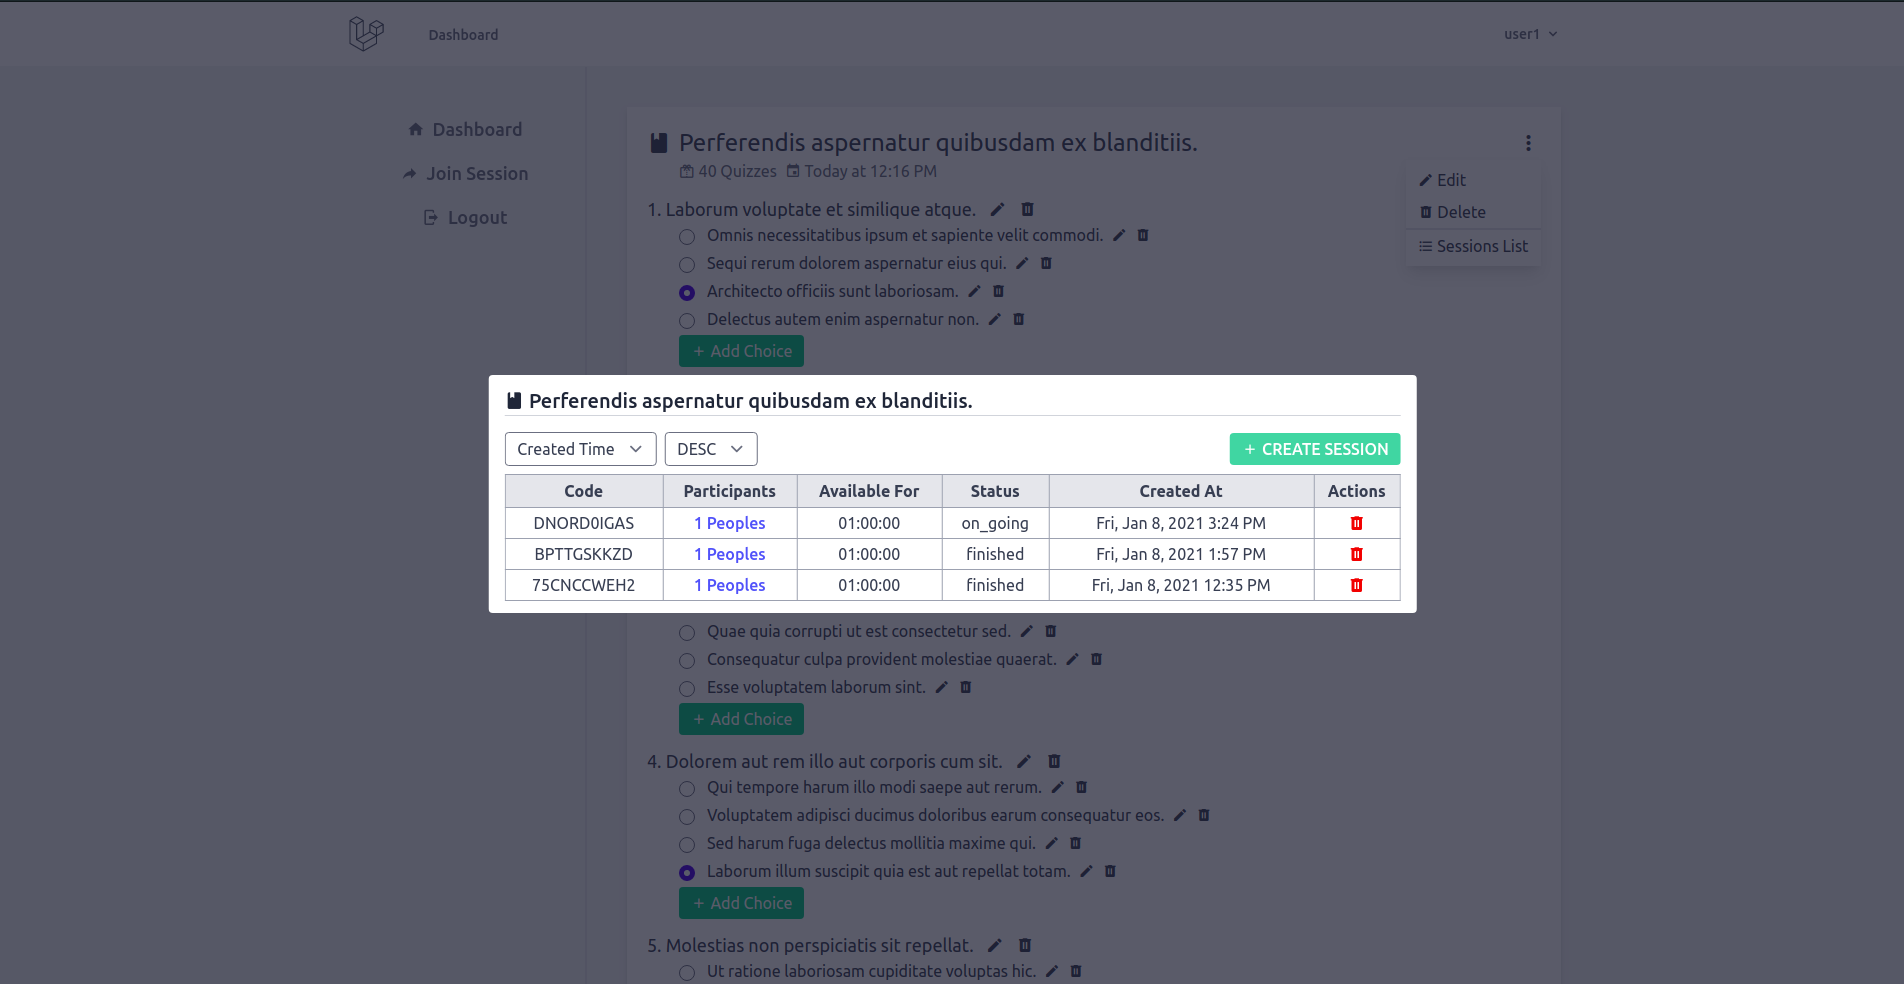 Dashboard
user1
Dashboard
Join Session
Logout
Perferendis aspernatur quibusdam ex blanditiis.
40 Quizzes Today at 12:16 PM
Edit
Delete
Sessions List
1. Laborum voluptate et similique atque.
Omnis necessitatibus ipsum et sapiente velit commodi.
Sequi rerum dolorem aspernatur eius qui.
Architecto officiis sunt laboriosam.
Delectus autem enim aspernatur non.
+ Add Choice
Perferendis aspernatur quibusdam ex blanditiis.
Created Time DESC + CREATE SESSION
Code Participants Available For Status Created At Actions
DNORD0IGAS 1 Peoples 01:00:00 on_going Fri, Jan 8, 2021 3:24 PM
BPTTGSKKZD 1 Peoples 01:00:00 finished Fri, Jan 8, 2021 1:57 PM
75CNCCWEH2 1 Peoples 01:00:00 finished Fri, Jan 8, 2021 12:35 PM
Quae quia corrupti ut est consectetur sed.
Consequatur culpa provident molestiae quaerat.
Esse voluptatem laborum sint.
+ Add Choice
4. Dolorem aut rem illo aut corporis cum sit.
Qui tempore harum illo modi saepe aut rerum.
Voluptatem adipisci ducimus doloribus earum consequatur eos.
Sed harum fuga delectus mollitia maxime qui.
Laborum illum suscipit quia est aut repellat totam.
+ Add Choice
5. Molestias non perspiciatis sit repellat.
Ut ratione laboriosam cupiditate voluptas hic.